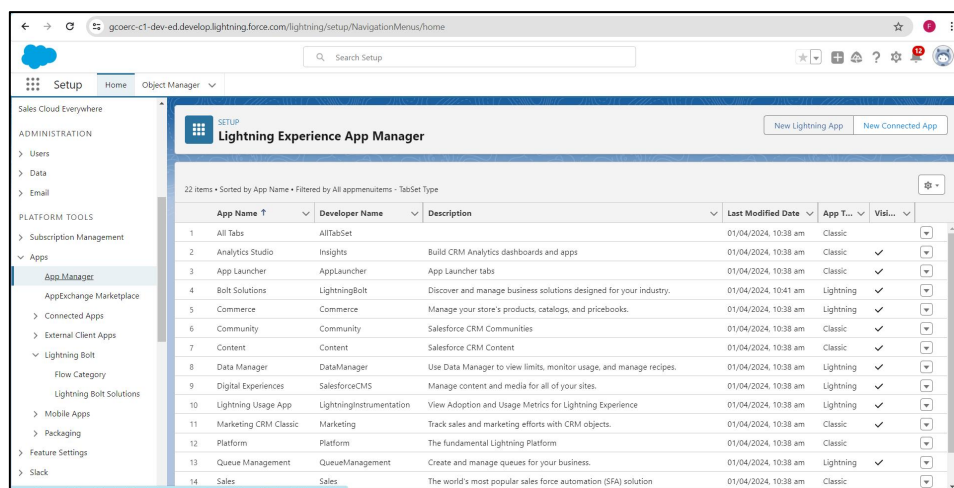 gcoerc-c1-dev-ed.develop.lightning.force.com/lightning/setup/NavigationMenus/home
F
Search Setup
12
Setup Home Object Manager
Sales Cloud Everywhere
ADMINISTRATION
Users
Data
Email
PLATFORM TOOLS
Subscription Management
Apps
App Manager
AppExchange Marketplace
Connected Apps
External Client Apps
Lightning Bolt
Flow Category
Lightning Bolt Solutions
Mobile Apps
Packaging
Feature Settings
Slack
SETUP
Lightning Experience App Manager
New Lightning App New Connected App
22 items • Sorted by App Name • Filtered by All appmenuitems - TabSet Type
App Name ↑ Developer Name Description Last Modified Date App T... Visi...
1 All Tabs AllTabSet 01/04/2024, 10:38 am Classic
2 Analytics Studio Insights Build CRM Analytics dashboards and apps 01/04/2024, 10:38 am Classic ✓
3 App Launcher AppLauncher App Launcher tabs 01/04/2024, 10:38 am Classic ✓
4 Bolt Solutions LightningBolt Discover and manage business solutions designed for your industry. 01/04/2024, 10:41 am Lightning ✓
5 Commerce Commerce Manage your store's products, catalogs, and pricebooks. 01/04/2024, 10:38 am Lightning ✓
6 Community Community Salesforce CRM Communities 01/04/2024, 10:38 am Classic ✓
7 Content Content Salesforce CRM Content 01/04/2024, 10:38 am Classic ✓
8 Data Manager DataManager Use Data Manager to view limits, monitor usage, and manage recipes. 01/04/2024, 10:38 am Lightning ✓
9 Digital Experiences SalesforceCMS Manage content and media for all of your sites. 01/04/2024, 10:38 am Lightning ✓
10 Lightning Usage App LightningInstrumentation View Adoption and Usage Metrics for Lightning Experience 01/04/2024, 10:38 am Lightning ✓
11 Marketing CRM Classic Marketing Track sales and marketing efforts with CRM objects. 01/04/2024, 10:38 am Classic ✓
12 Platform Platform The fundamental Lightning Platform 01/04/2024, 10:38 am Classic
13 Queue Management QueueManagement Create and manage queues for your business. 01/04/2024, 10:38 am Lightning ✓
14 Sales Sales The world's most popular sales force automation (SFA) solution 01/04/2024, 10:38 am Classic